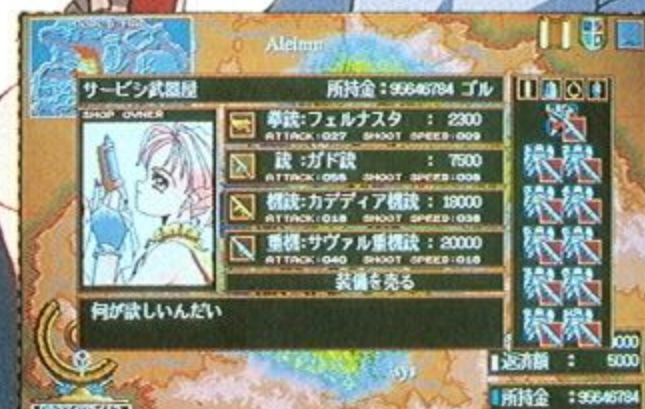 Aleimn
サービシ武器屋 所持金:95646784 ゴル
SHOP OWNER
拳銃:フェルナスタ : 2300
ATTACK:027 SHOOT SPEED:009
銃:ガド銃 : 7500
ATTACK:055 SHOOT SPEED:008
機銃:カデディア機銃 : 18000
ATTACK:018 SHOOT SPEED:038
重機:サヴァル重機銃 : 20000
ATTACK:040 SHOOT SPEED:018
装備を売る
何が欲しいんだい
返済額 : 5000
所持金 :95646784